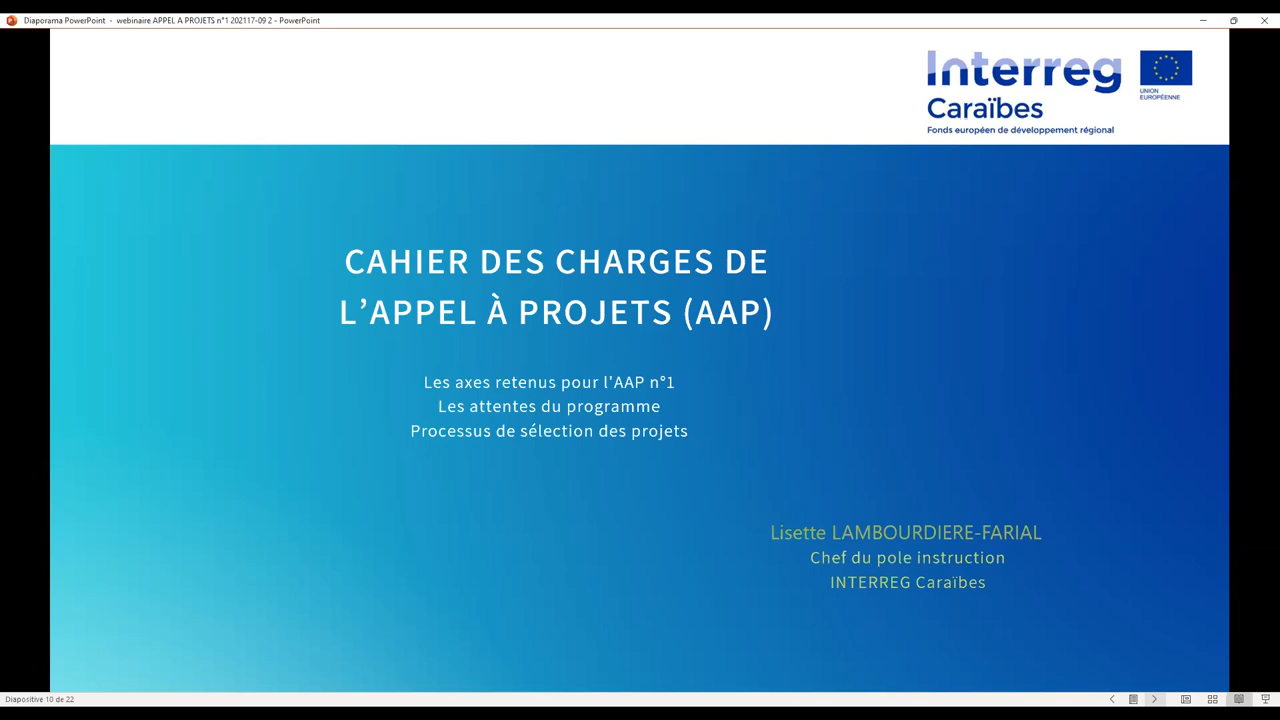 Diaporama PowerPoint - webinaire APPEL A PROJETS n°1 202117-09 2 - PowerPoint
Interreg
Caraïbes
Fonds européen de développement régional
UNION
EUROPÉENNE
CAHIER DES CHARGES DE
L’APPEL À PROJETS (AAP)
Les axes retenus pour l'AAP n°1
Les attentes du programme
Processus de sélection des projets
Lisette LAMBOURDIERE-FARIAL
Chef du pole instruction
INTERREG Caraïbes
Diapositive 10 de 22